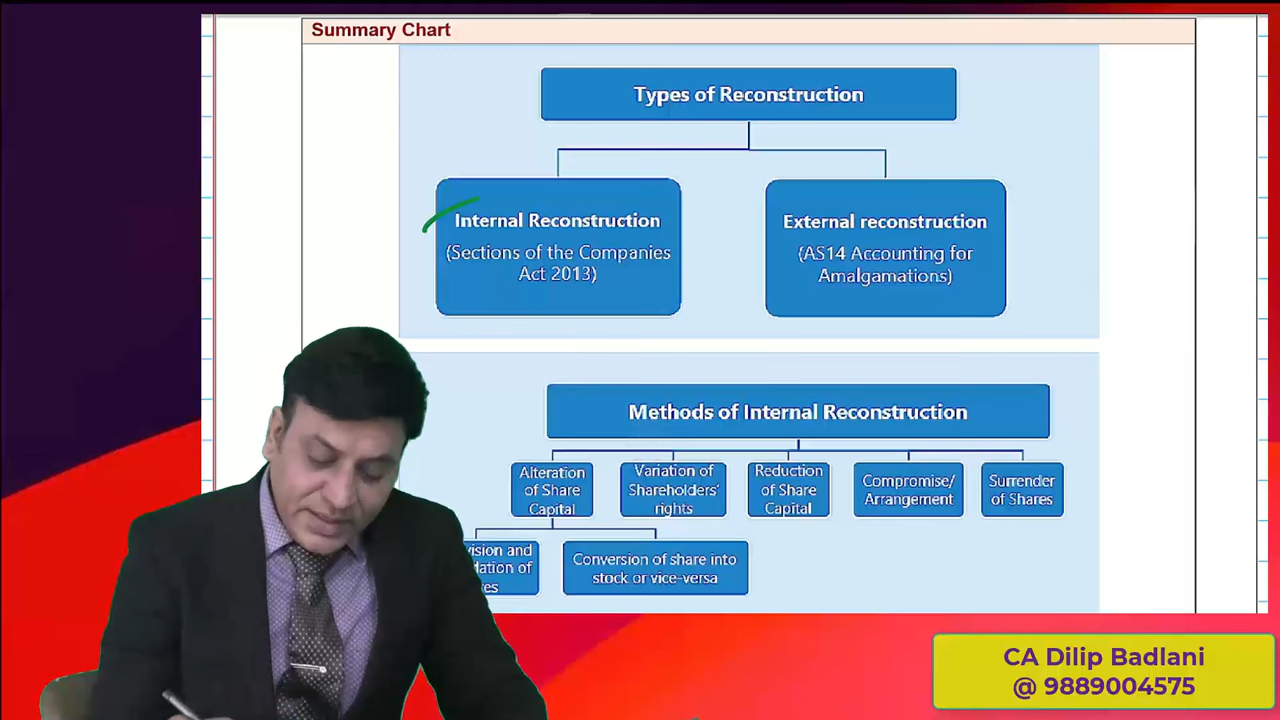 Summary Chart
Types of Reconstruction
Internal Reconstruction
(Sections of the Companies
Act 2013)
External reconstruction
(AS14 Accounting for
Amalgamations)
Methods of Internal Reconstruction
Alteration
of Share
Capital
Variation of
Shareholders'
rights
Reduction
of Share
Capital
Compromise/
Arrangement
Surrender
of Shares
and
of
Conversion of share into
stock or vice-versa
CA Dilip Badlani
@ 9889004575